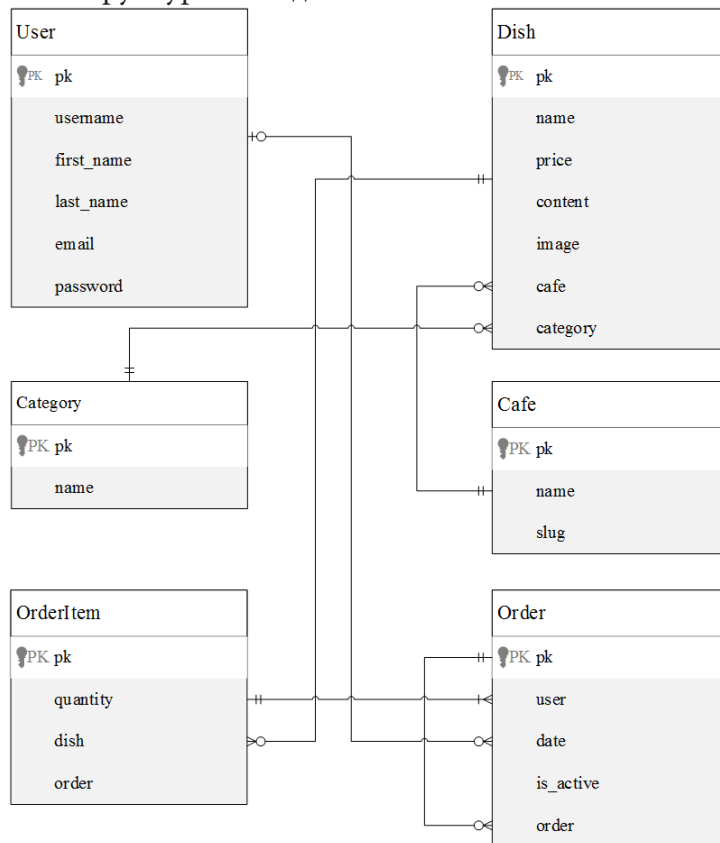 User
PK pk
username
first_name
last_name
email
password
Dish
PK pk
name
price
content
image
cafe
category
Category
PK pk
name
Cafe
PK pk
name
slug
OrderItem
PK pk
quantity
dish
order
Order
PK pk
user
date
is_active
order